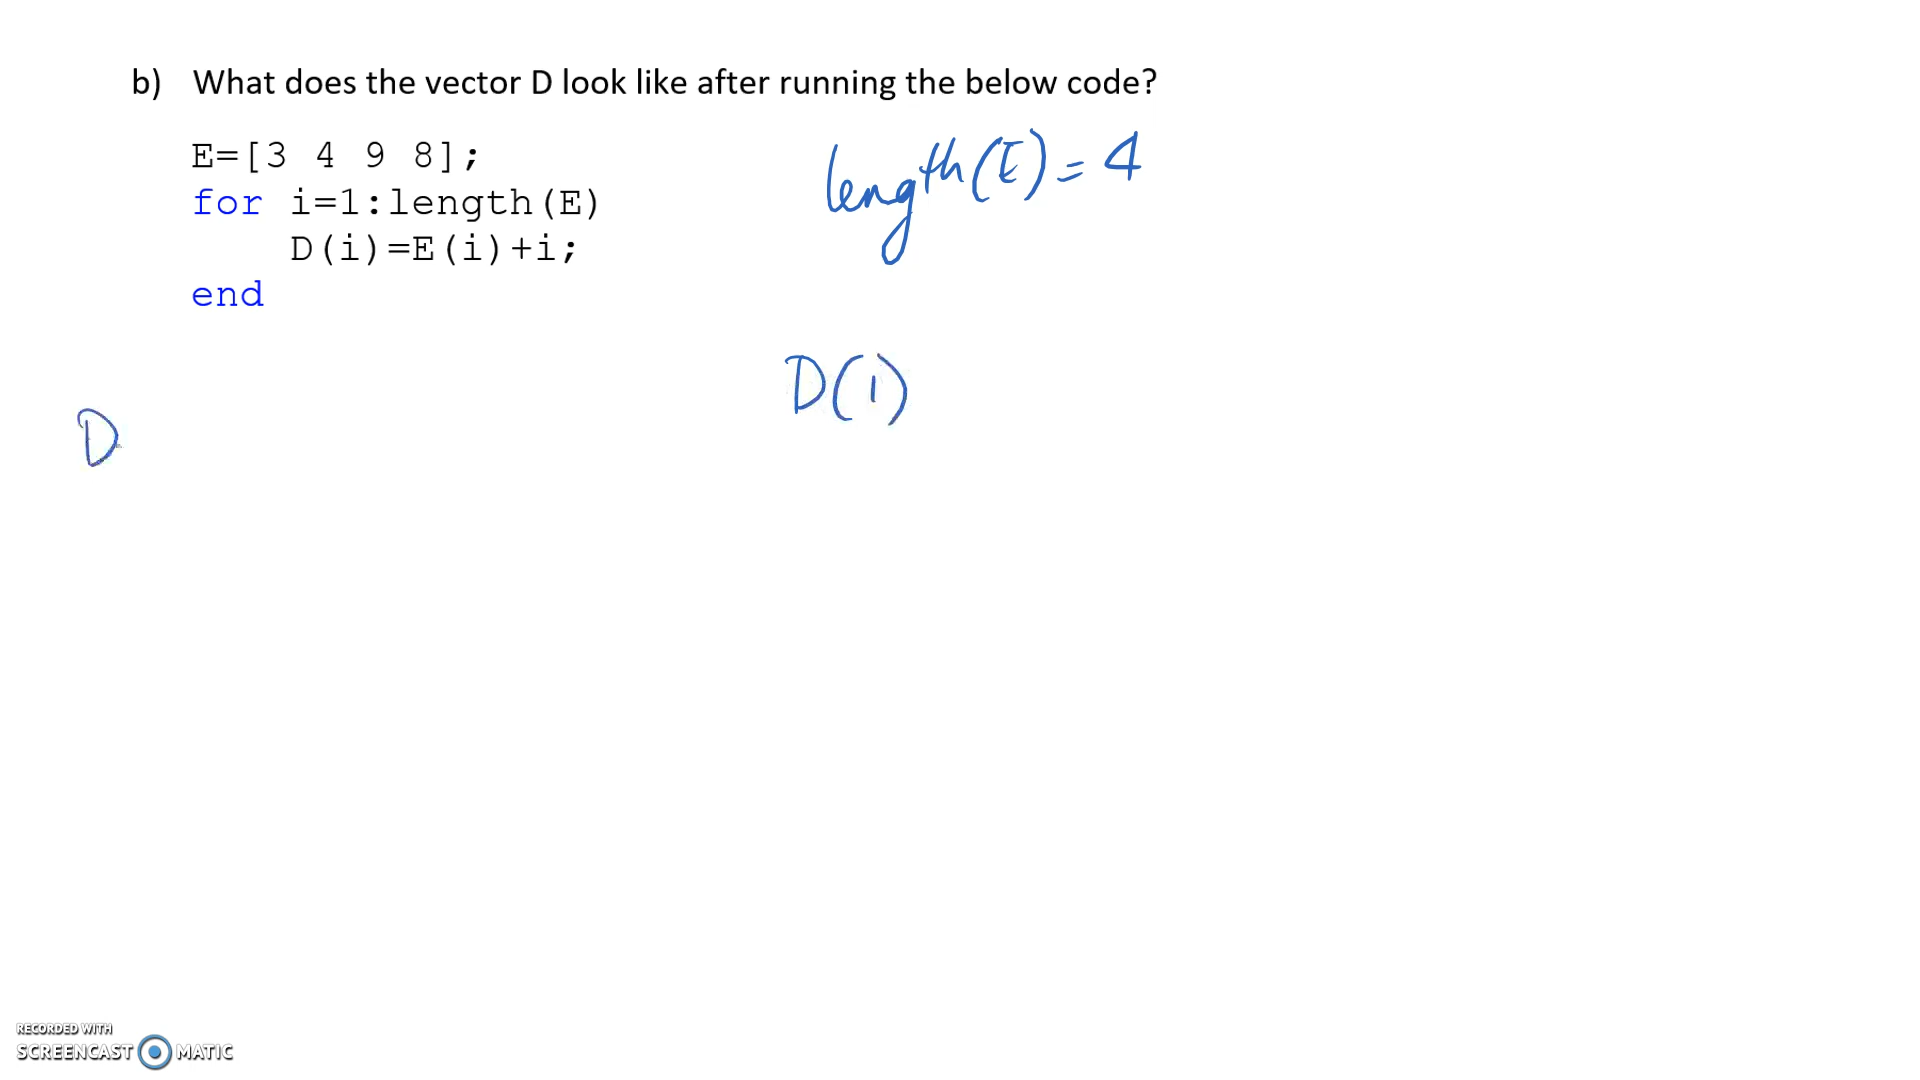 b) What does the vector D look like after running the below code?
E=[3 4 9 8];
for i=1:length(E)
D(i)=E(i)+i;
end
length(E)=4
D(1)
D
RECORDED WITH
SCREENCAST MATIC